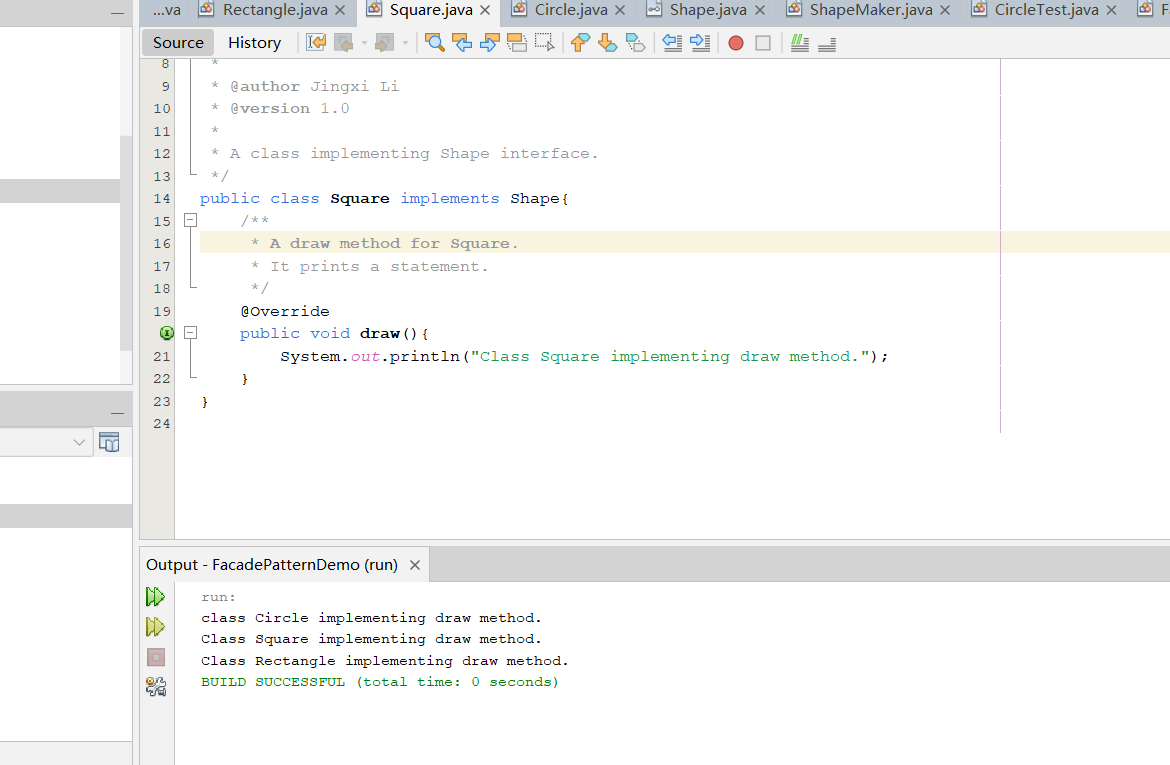 ...va Rectangle.java Square.java Circle.java Shape.java ShapeMaker.java CircleTest.java F
Source History
8 *
9 * @author Jingxi Li
10 * @version 1.0
11 *
12 * A class implementing Shape interface.
13 */
14 public class Square implements Shape{
15 /**
16 * A draw method for Square.
17 * It prints a statement.
18 */
19 @Override
public void draw(){
21 System.out.println("Class Square implementing draw method.");
22 }
23 }
24
Output - FacadePatternDemo (run)
run:
class Circle implementing draw method.
Class Square implementing draw method.
Class Rectangle implementing draw method.
BUILD SUCCESSFUL (total time: 0 seconds)